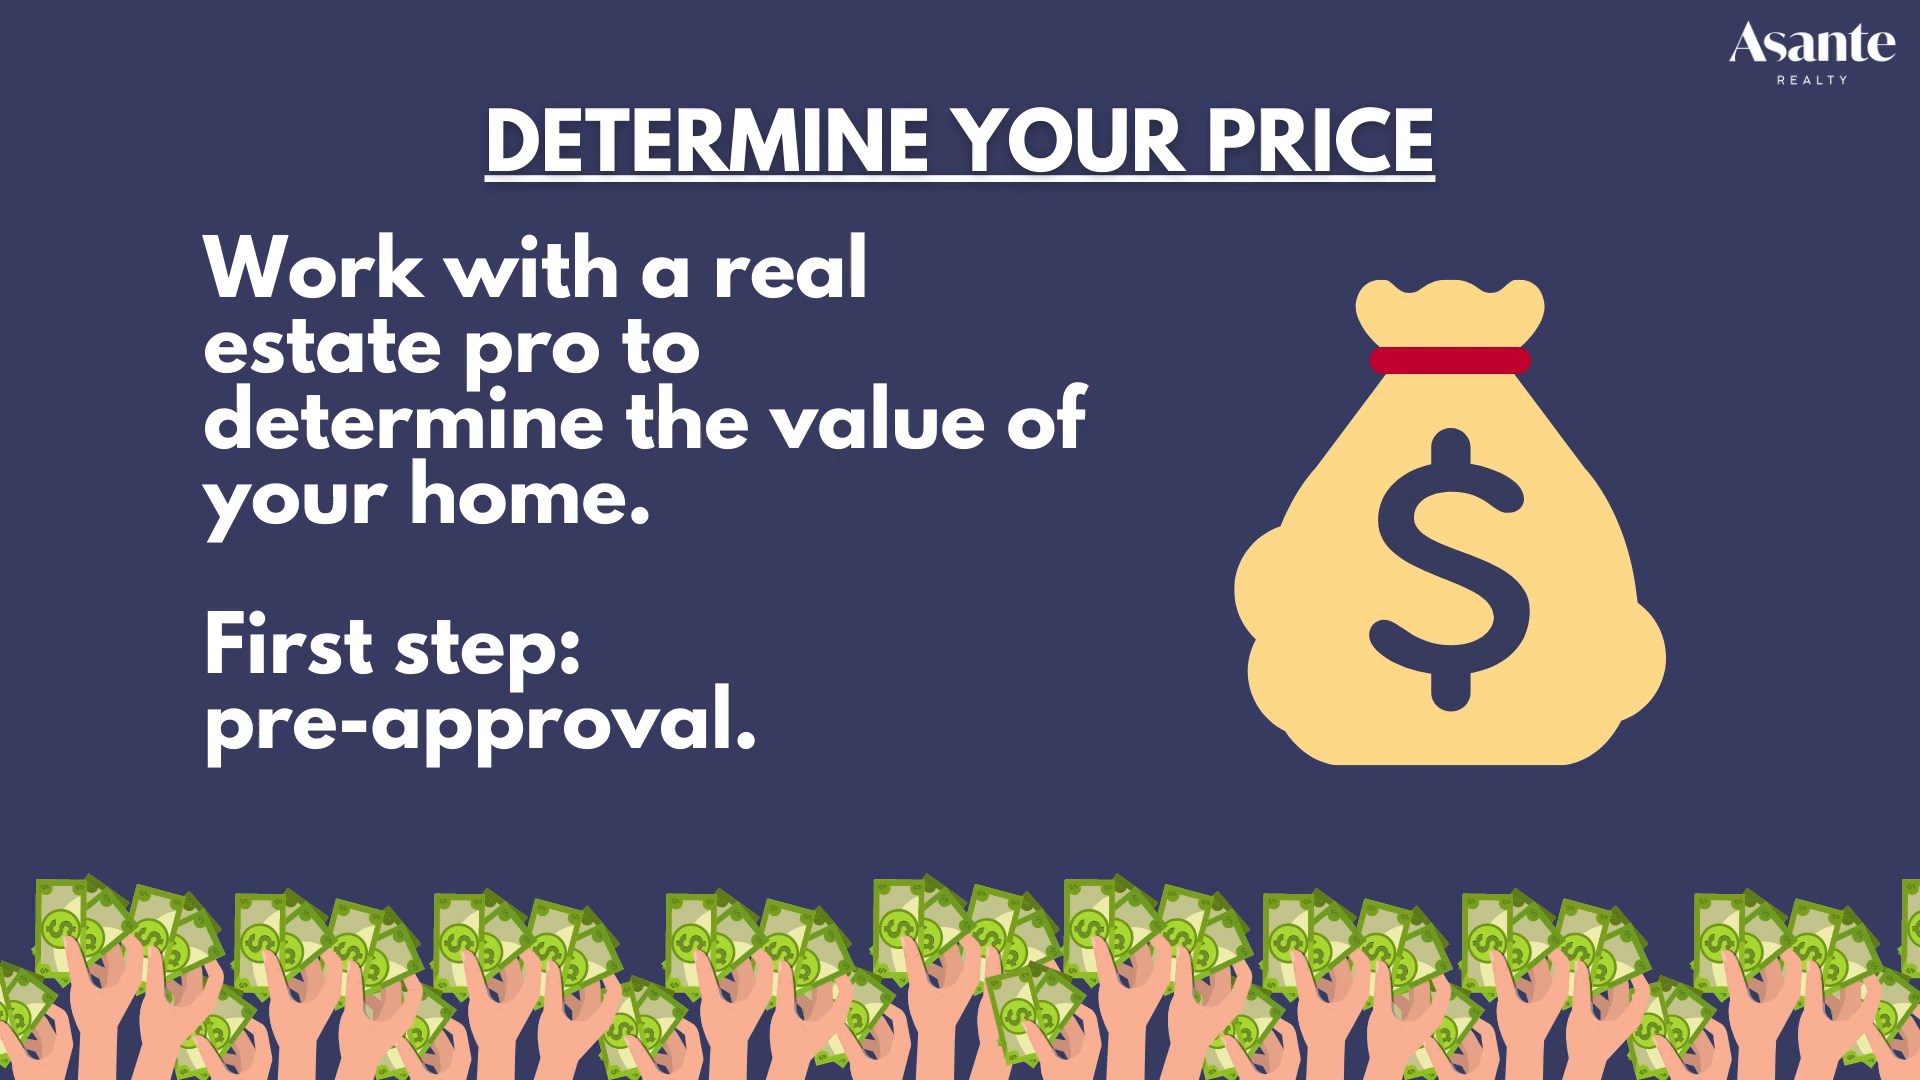 Asante
REALTY
DETERMINE YOUR PRICE
Work with a real
estate pro to
determine the value of
your home.
First step:
pre-approval.
$